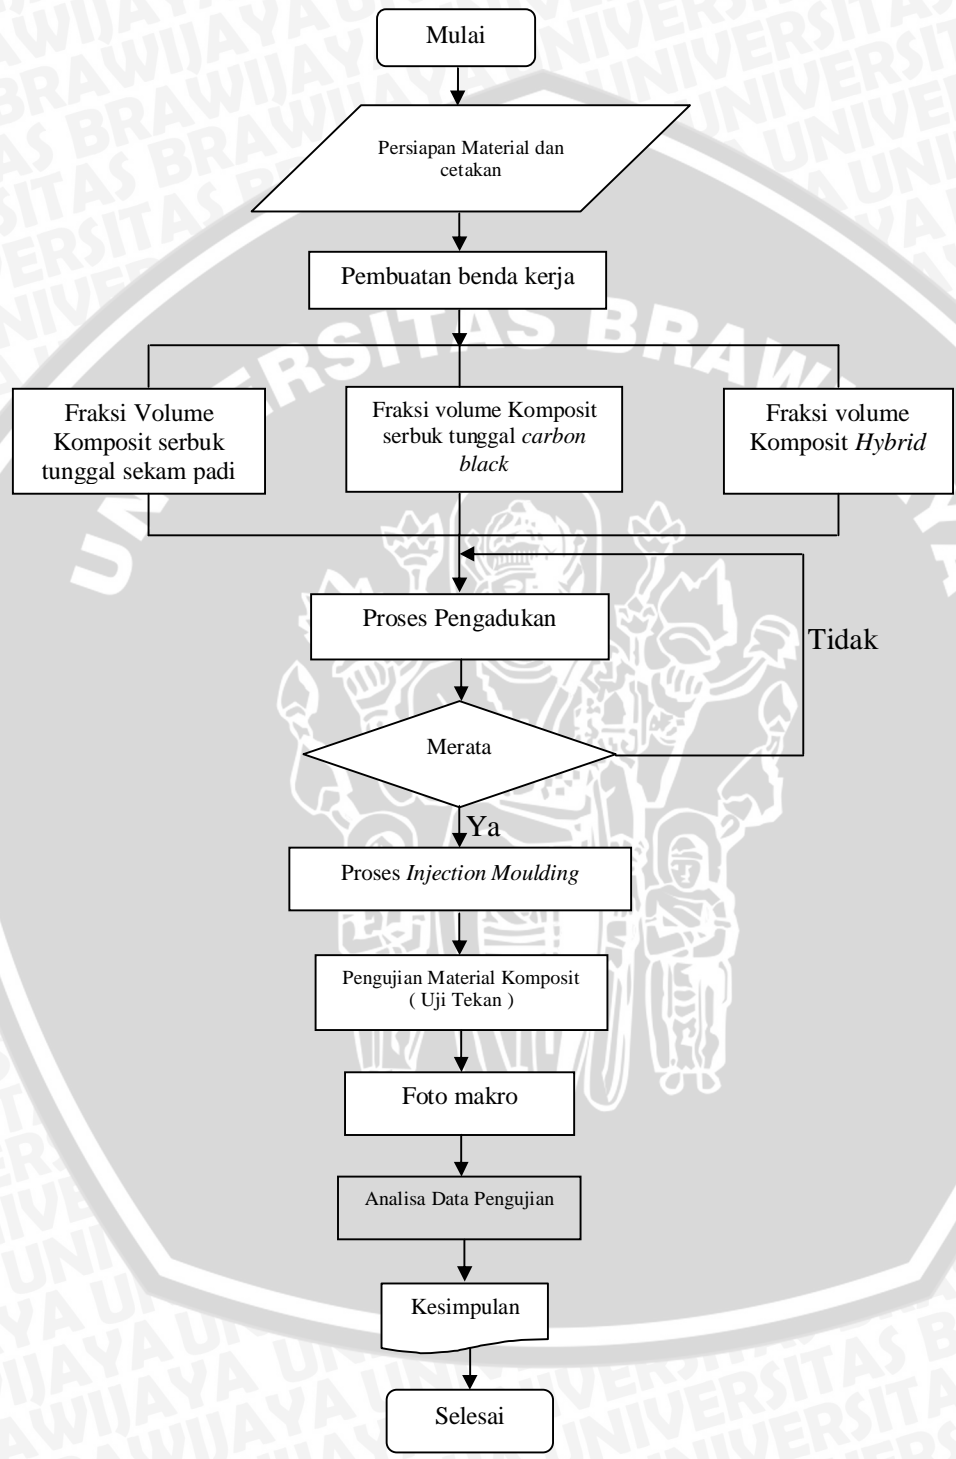 Mulai
Persiapan Material dan
cetakan
Pembuatan benda kerja
UNIVERSITAS BRAWIJAYA
Fraksi Volume
Komposit serbuk
tunggal sekam padi
Fraksi volume Komposit
serbuk tunggal carbon
black
Fraksi volume
Komposit Hybrid
Proses Pengadukan
Tidak
Merata
Ya
Proses Injection Moulding
Pengujian Material Komposit
( Uji Tekan )
Foto makro
Analisa Data Pengujian
Kesimpulan
Selesai